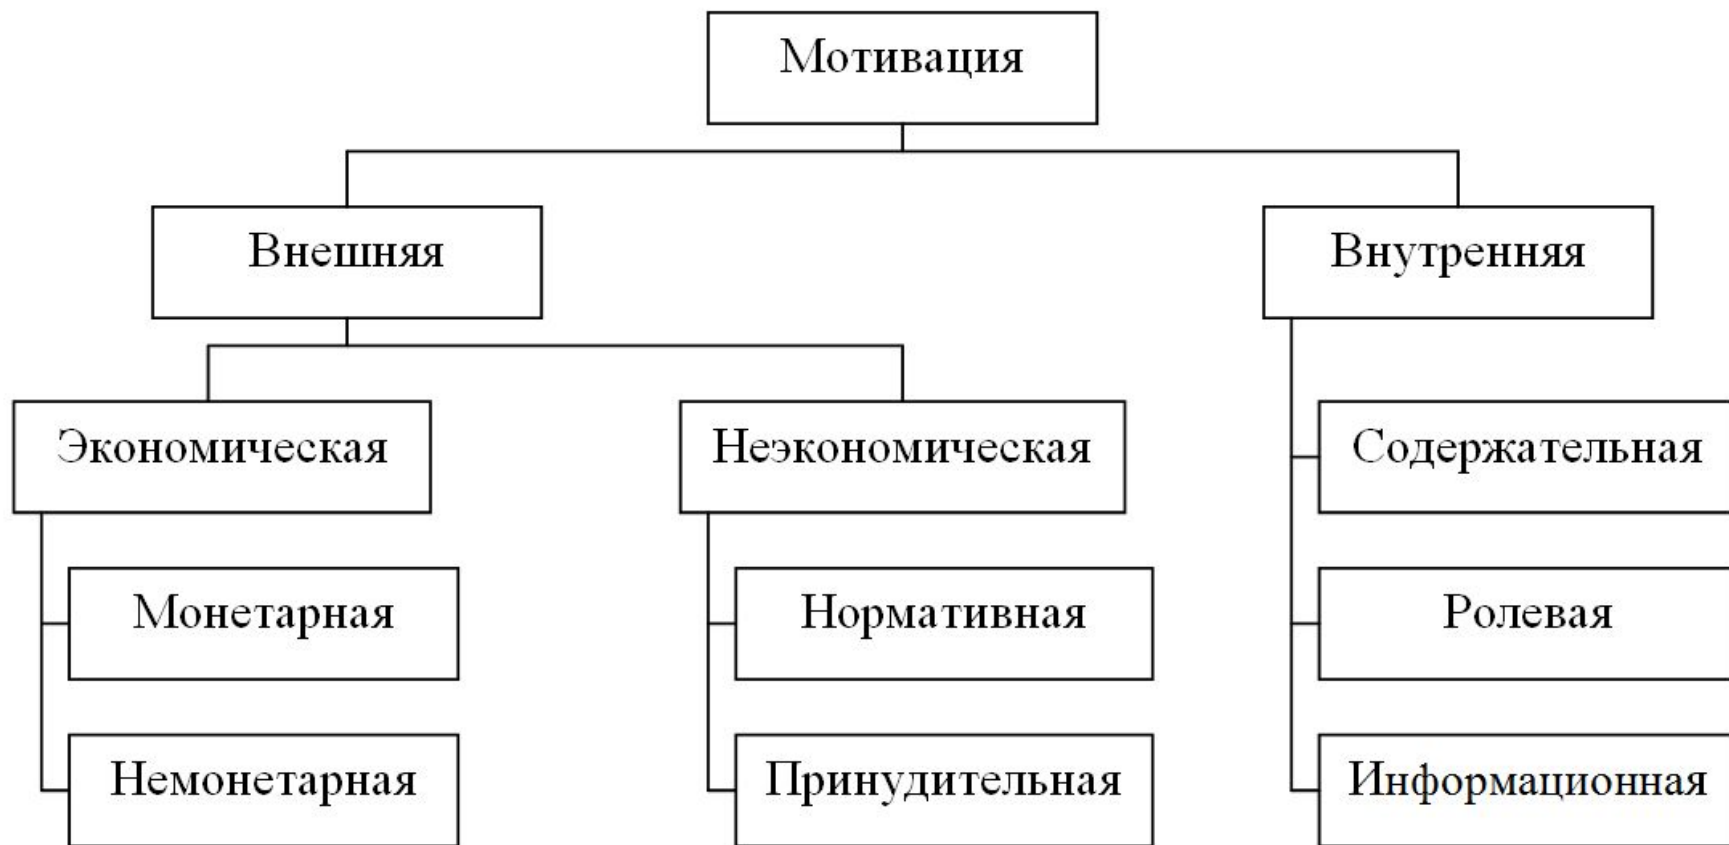 Мотивация
Внешняя
Внутренняя
Экономическая
Неэкономическая
Содержательная
Монетарная
Нормативная
Ролевая
Немонетарная
Принудительная
Информационная